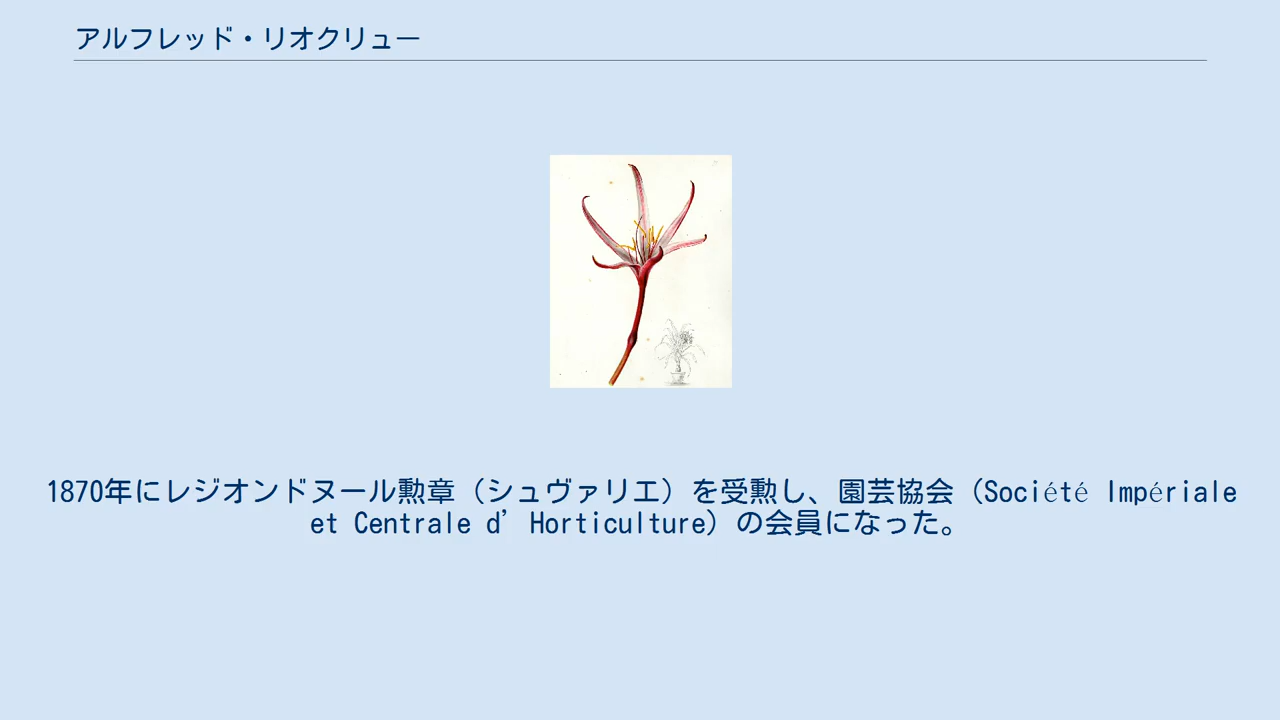 アルフレッド・リオクリュー
1870年にレジオンドヌール勲章（シュヴァリエ）を受勲し、園芸協会（Société Impériale
et Centrale d’Horticulture）の会員になった。